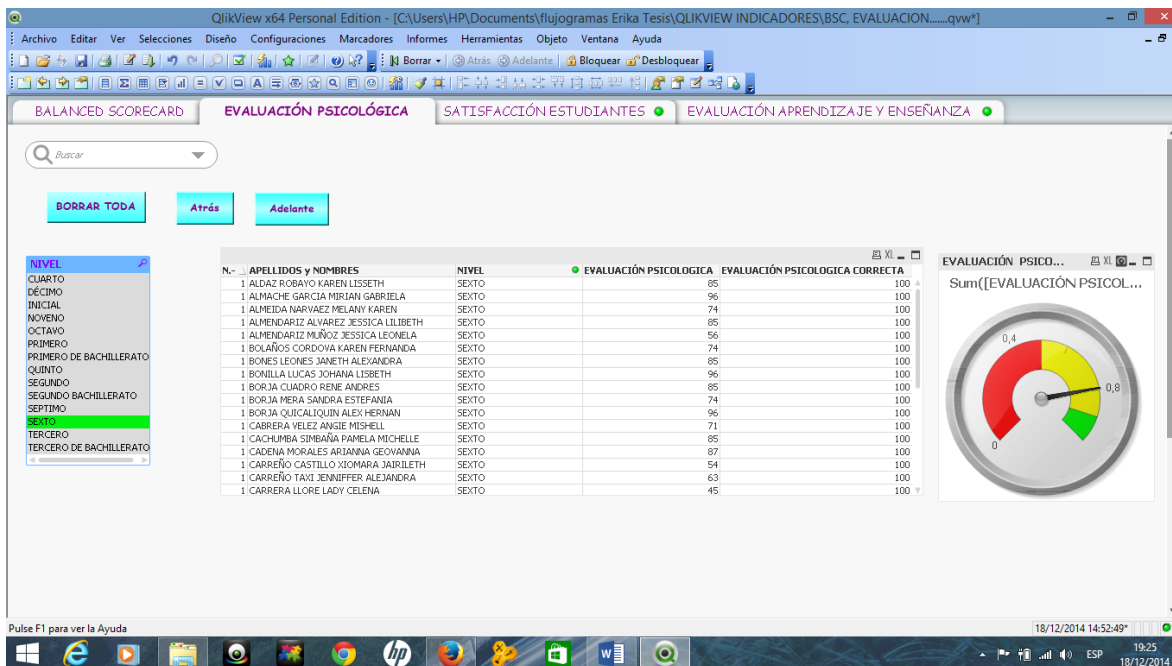 QlikView x64 Personal Edition - [C:\Users\HP\Documents\flujogramas Erika Tesis\QLIKVIEW INDICADORES\BSC, EVALUACION.......qvw*]
Archivo Editar Ver Selecciones Diseño Configuraciones Marcadores Informes Herramientas Objeto Ventana Ayuda
Borrar Atrás Adelante Bloquear Desbloquear
BALANCED SCORECARD EVALUACIÓN PSICOLÓGICA SATISFACCIÓN ESTUDIANTES EVALUACIÓN APRENDIZAJE Y ENSEÑANZA
Buscar
BORRAR TODA Atrás Adelante
NIVEL
CUARTO
DÉCIMO
INICIAL
NOVENO
OCTAVO
PRIMERO
PRIMERO DE BACHILLERATO
QUINTO
SEGUNDO
SEGUNDO BACHILLERATO
SEPTIMO
SEXTO
TERCERO
TERCERO DE BACHILLERATO
XL
N.- APELLIDOS y NOMBRES NIVEL EVALUACIÓN PSICOLOGICA EVALUACIÓN PSICOLOGICA CORRECTA
1 ALDAZ ROBAYO KAREN LISSETH SEXTO 85 100
1 ALMACHE GARCIA MIRIAN GABRIELA SEXTO 96 100
1 ALMEIDA NARVAEZ MELANY KAREN SEXTO 74 100
1 ALMENDARIZ ALVAREZ JESSICA LILIBETH SEXTO 85 100
1 ALMENDARIZ MUÑOZ JESSICA LEONELA SEXTO 56 100
1 BOLAÑOS CORDOVA KAREN FERNANDA SEXTO 74 100
1 BONES LEONES JANETH ALEXANDRA SEXTO 85 100
1 BONILLA LUCAS JOHANA LISBETH SEXTO 96 100
1 BORJA CUADRO RENE ANDRES SEXTO 85 100
1 BORJA MERA SANDRA ESTEFANIA SEXTO 74 100
1 BORJA QUICALIQUIN ALEX HERNAN SEXTO 96 100
1 CABRERA VELEZ ANGIE MISHELL SEXTO 71 100
1 CACHUMBA SIMBAÑA PAMELA MICHELLE SEXTO 85 100
1 CADENA MORALES ARIANNA GEOVANNA SEXTO 87 100
1 CARREÑO CASTILLO XIOMARA JAIRILETH SEXTO 54 100
1 CARREÑO TAXI JENNIFFER ALEJANDRA SEXTO 63 100
1 CARRERA LLORE LADY CELENA SEXTO 45 100
EVALUACIÓN PSICO... XL
Sum([EVALUACIÓN PSICOL...
0,4
0,8
0
Pulse F1 para ver la Ayuda 18/12/2014 14:52:49*
ESP 19:25
18/12/2014